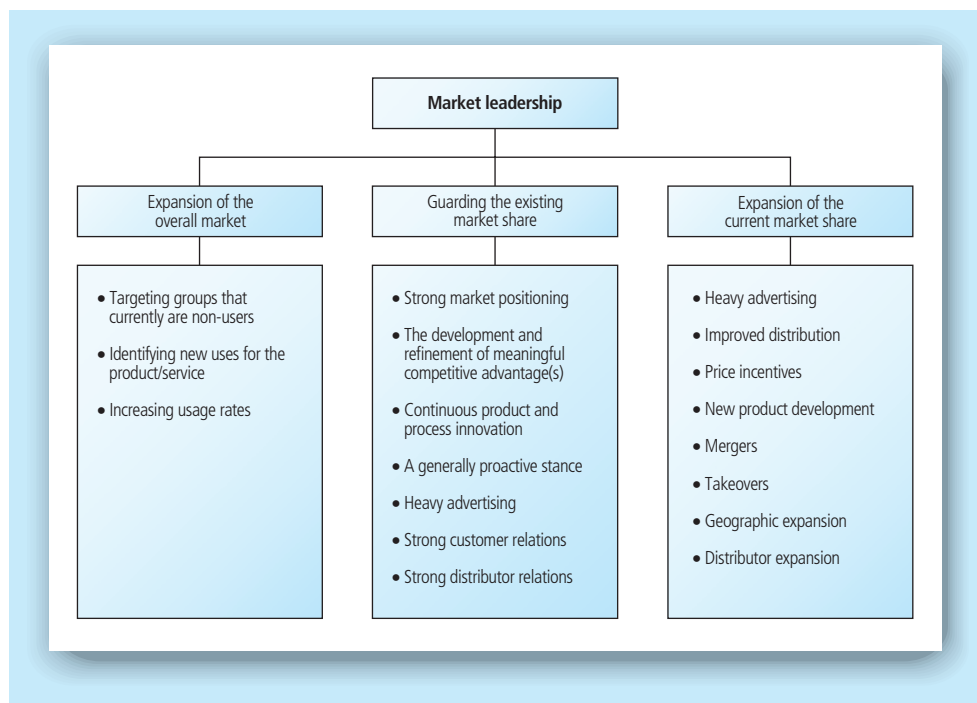 Market leadership
Expansion of the
overall market
• Targeting groups that
currently are non-users
• Identifying new uses for the
product/service
• Increasing usage rates
Guarding the existing
market share
• Strong market positioning
• The development and
refinement of meaningful
competitive advantage(s)
• Continuous product and
process innovation
• A generally proactive stance
• Heavy advertising
• Strong customer relations
• Strong distributor relations
Expansion of the
current market share
• Heavy advertising
• Improved distribution
• Price incentives
• New product development
• Mergers
• Takeovers
• Geographic expansion
• Distributor expansion